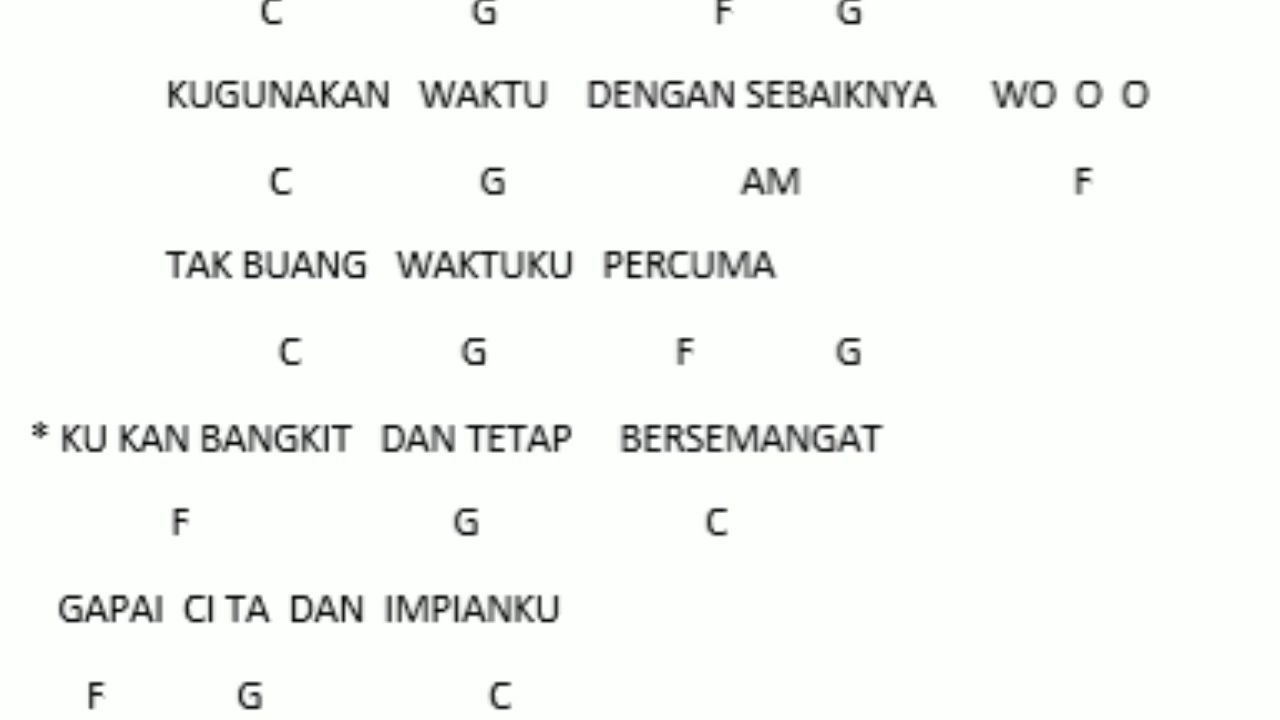 C G F G
KUGUNAKAN WAKTU DENGAN SEBAIKNYA WO O O
C G AM F
TAK BUANG WAKTUKU PERCUMA
C G F G
* KU KAN BANGKIT DAN TETAP BERSEMANGAT
F G C
GAPAI CI TA DAN IMPIANKU
F G C